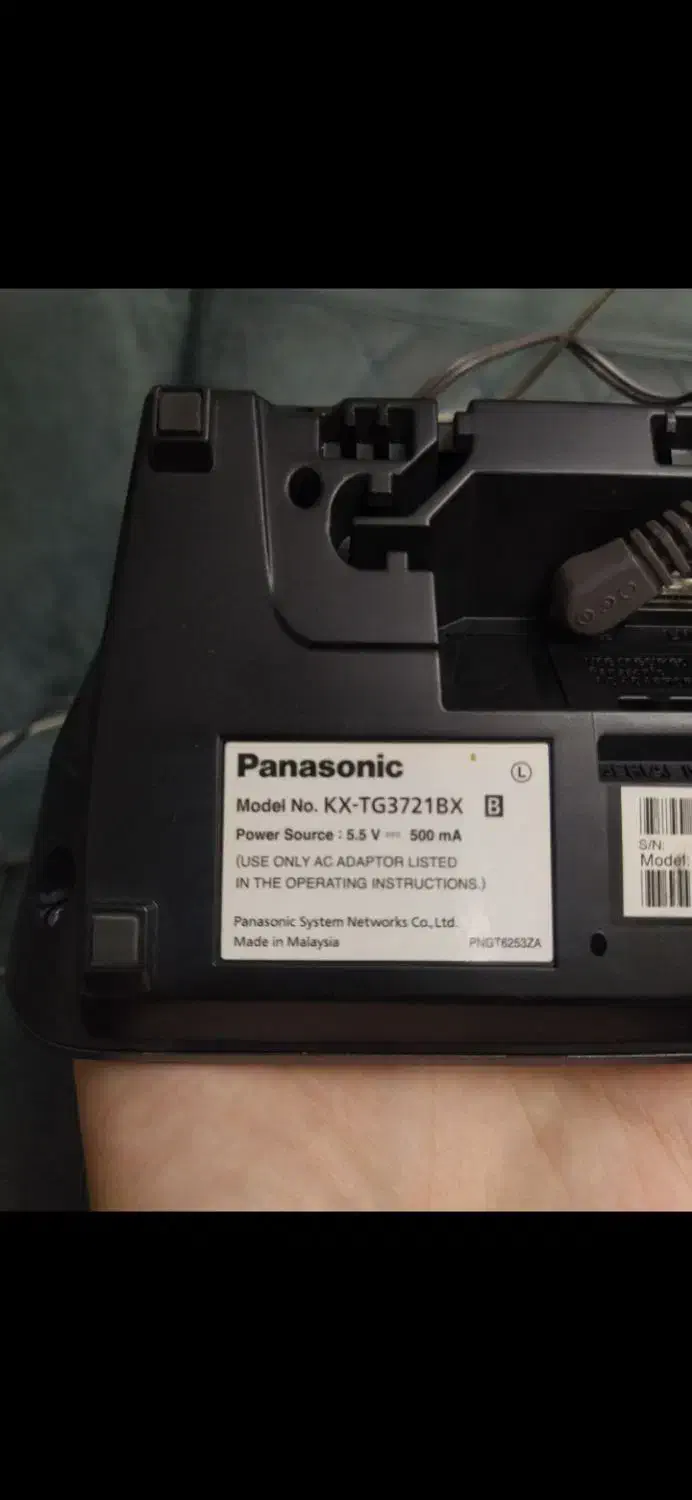 Panasonic
L
Model No. KX-TG3721BX B
Power Source : 5.5 V ⎓ 500 mA
(USE ONLY AC ADAPTOR LISTED
IN THE OPERATING INSTRUCTIONS.)
Panasonic System Networks Co., Ltd.
Made in Malaysia PNGT6253ZA
S/N:
Model: